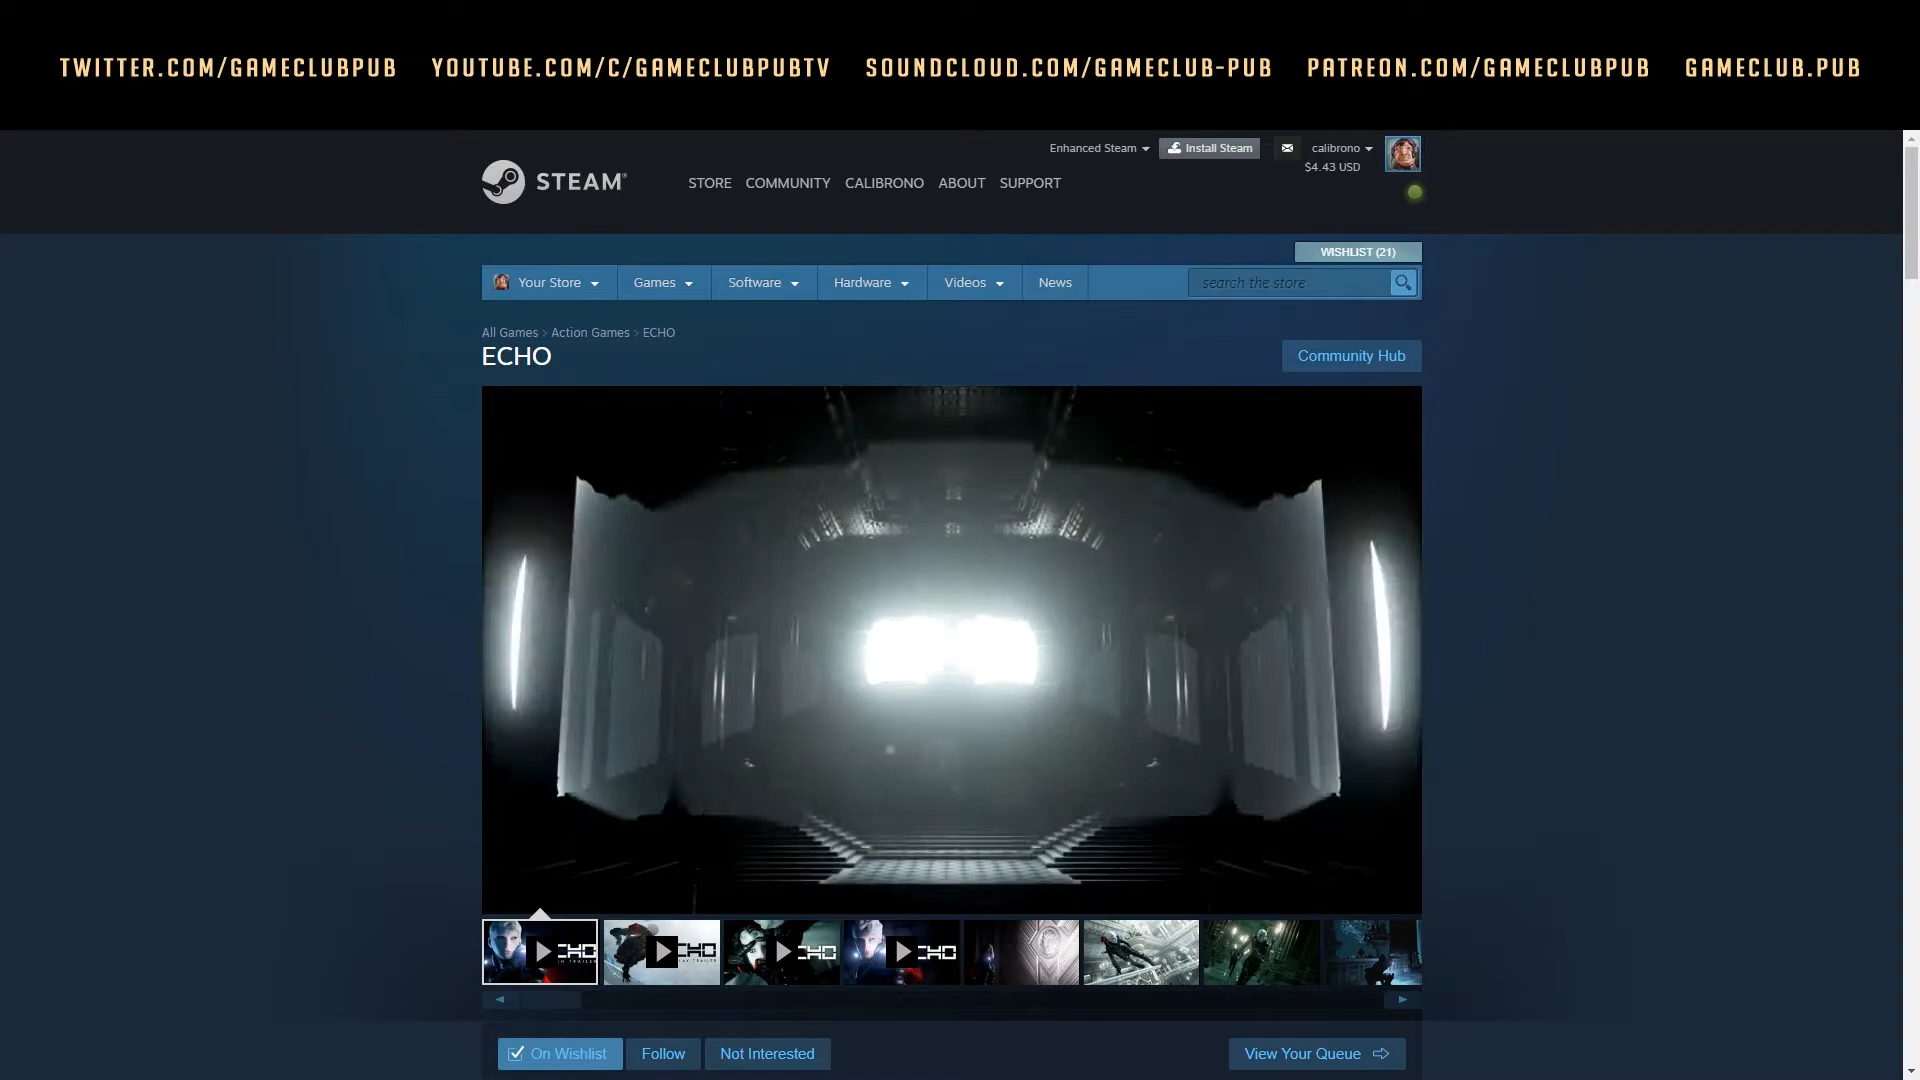 TWITTER.COM/GAMECLUBPUB YOUTUBE.COM/C/GAMECLUBPUBTV SOUNDCLOUD.COM/GAMECLUB-PUB PATREON.COM/GAMECLUBPUB GAMECLUB.PUB
Enhanced Steam Install Steam calibrono
$4.43 USD
STEAM STORE COMMUNITY CALIBRONO ABOUT SUPPORT
WISHLIST (21)
Your Store Games Software Hardware Videos News search the store
All Games > Action Games > ECHO
ECHO Community Hub
On Wishlist Follow Not Interested View Your Queue